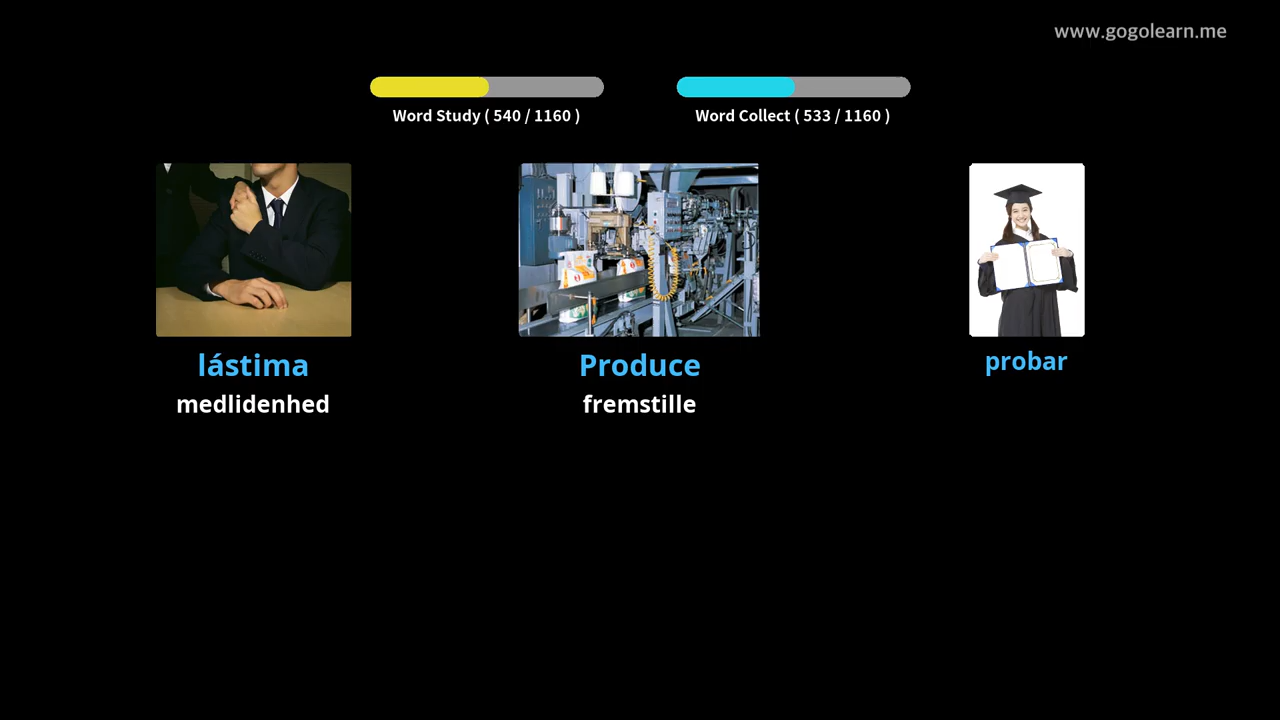 www.gogolearn.me
Word Study ( 540 / 1160 )
Word Collect ( 533 / 1160 )
lástima
Produce
probar
medlidenhed
fremstille